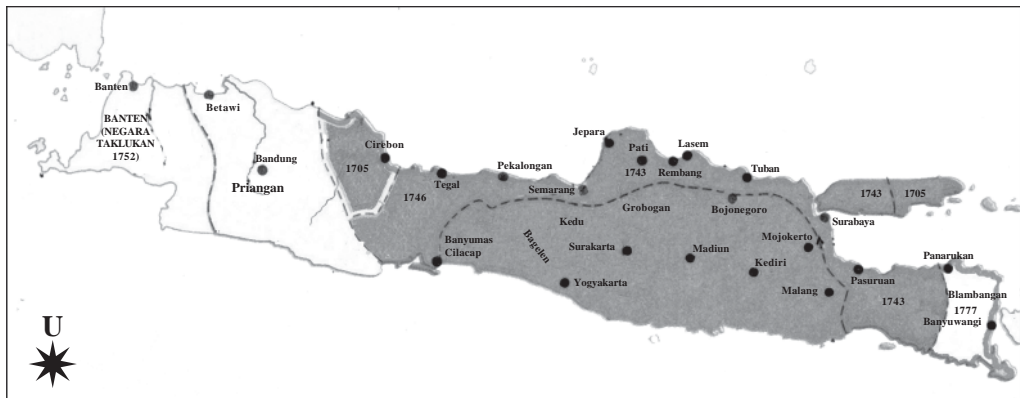 Banten
BANTEN
(NEGARA
TAKLUKAN
1752)
Betawi
Bandung
Priangan
Cirebon
1705
1746
Tegal
Pekalongan
Semarang
Jepara
Pati
1743
Lasem
Rembang
Tuban
Bojonegoro
Grobogan
Kedu
Bagelen
Banyumas
Cilacap
Surakarta
Yogyakarta
Madiun
Kediri
Mojokerto
Malang
Surabaya
1743
1705
Pasuruan
1743
Panarukan
Blambangan
1777
Banyuwangi
U